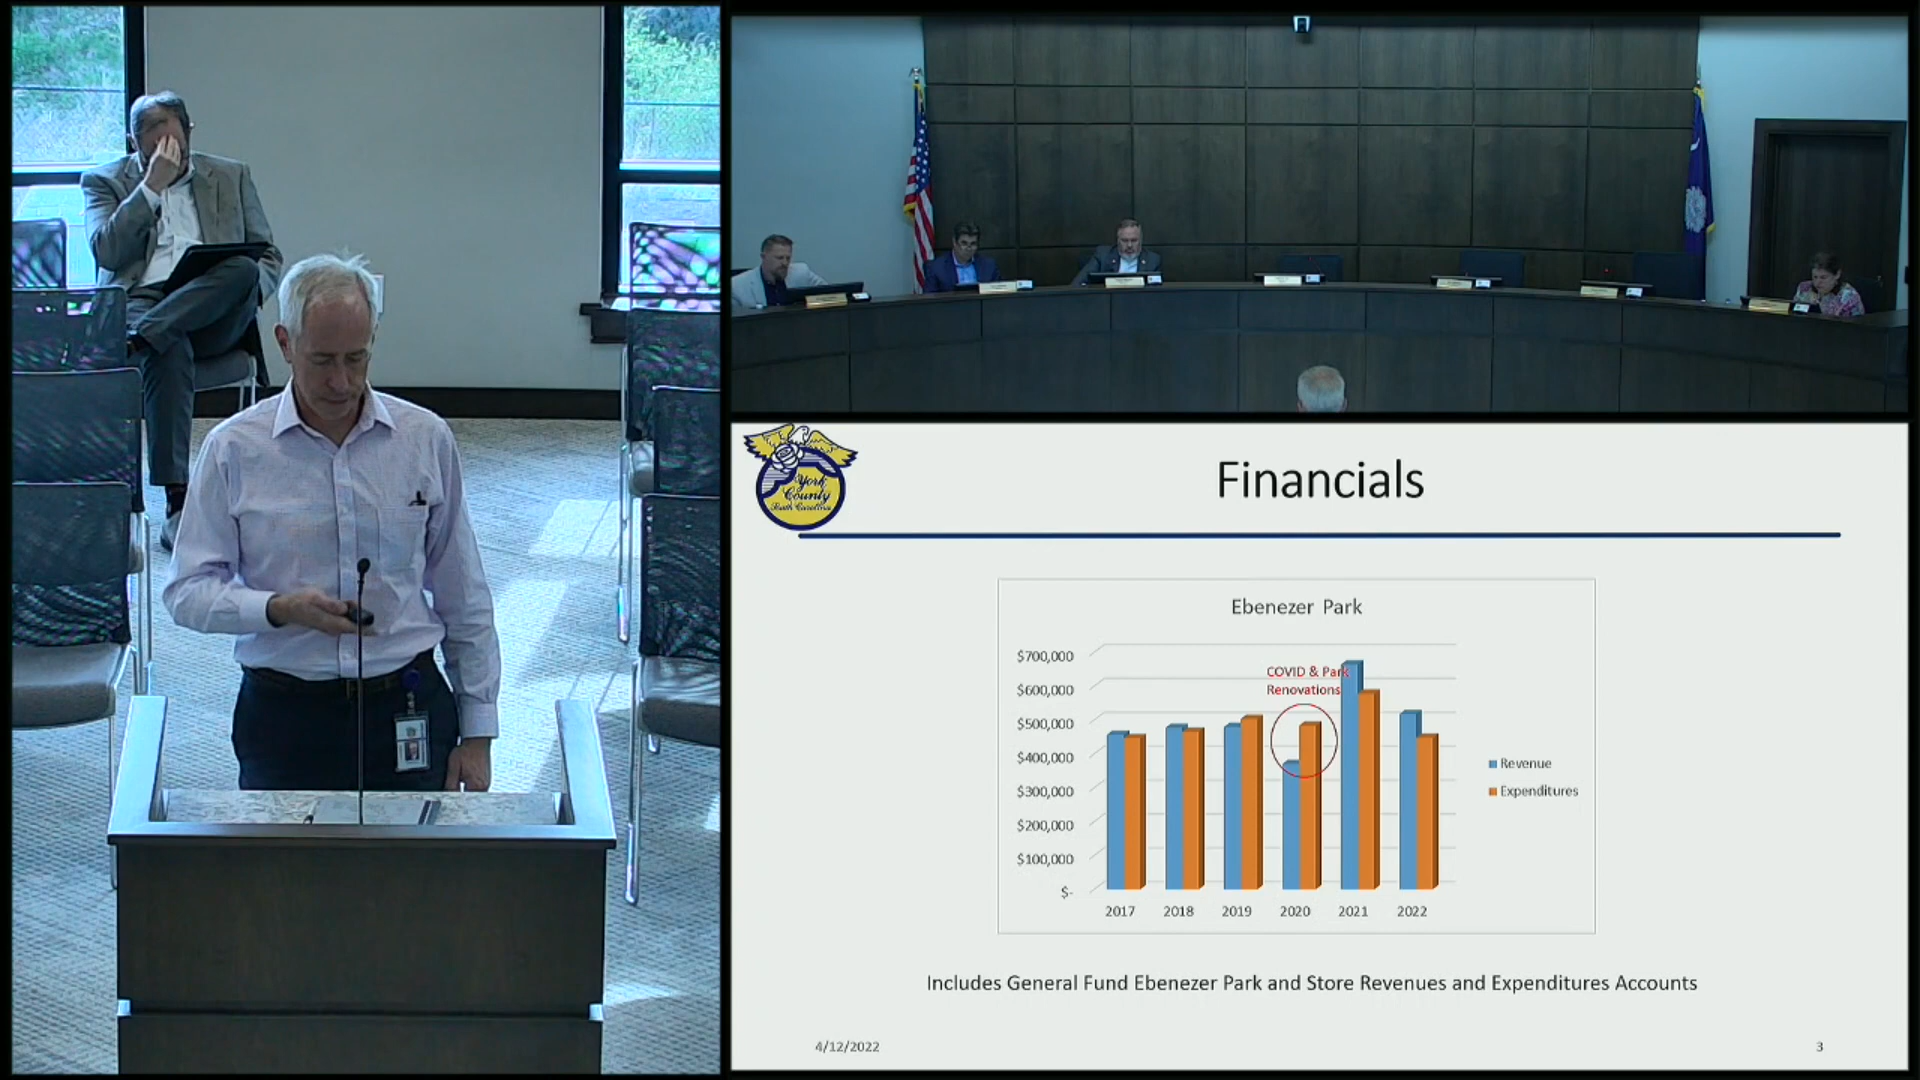 York
County
South Carolina
Financials
Ebenezer Park
COVID & Park
Renovations
$700,000
$600,000
$500,000
$400,000
$300,000
$200,000
$100,000
$-
2017 2018 2019 2020 2021 2022
Revenue
Expenditures
Includes General Fund Ebenezer Park and Store Revenues and Expenditures Accounts
4/12/2022 3